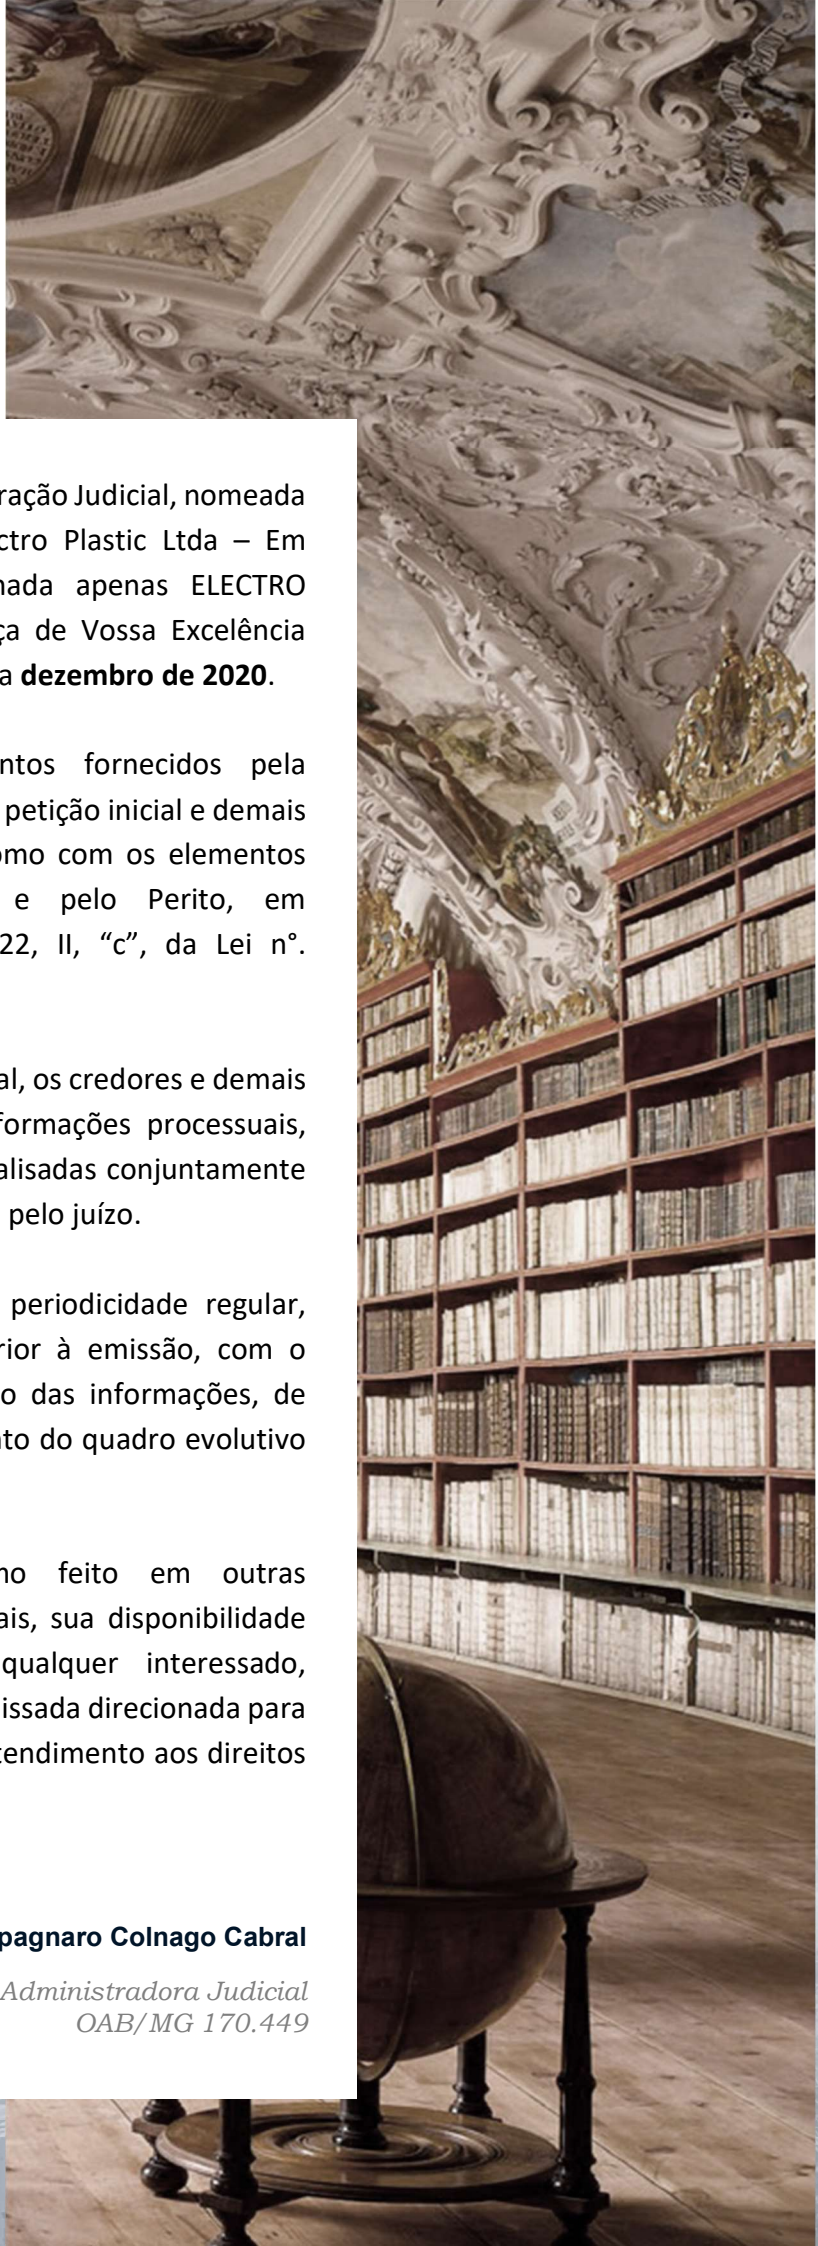 ração Judicial, nomeada
ctro Plastic Ltda – Em
nada apenas ELECTRO
ça de Vossa Excelência
a dezembro de 2020.
ntos fornecidos pela
petição inicial e demais
omo com os elementos
e pelo Perito, em
22, II, “c”, da Lei n°.
al, os credores e demais
formações processuais,
alisadas conjuntamente
pelo juízo.
periodicidade regular,
rior à emissão, com o
o das informações, de
nto do quadro evolutivo
no feito em outras
ais, sua disponibilidade
qualquer interessado,
issada direcionada para
tendimento aos direitos
pagnaro Colnago Cabral
Administradora Judicial
OAB/MG 170.449